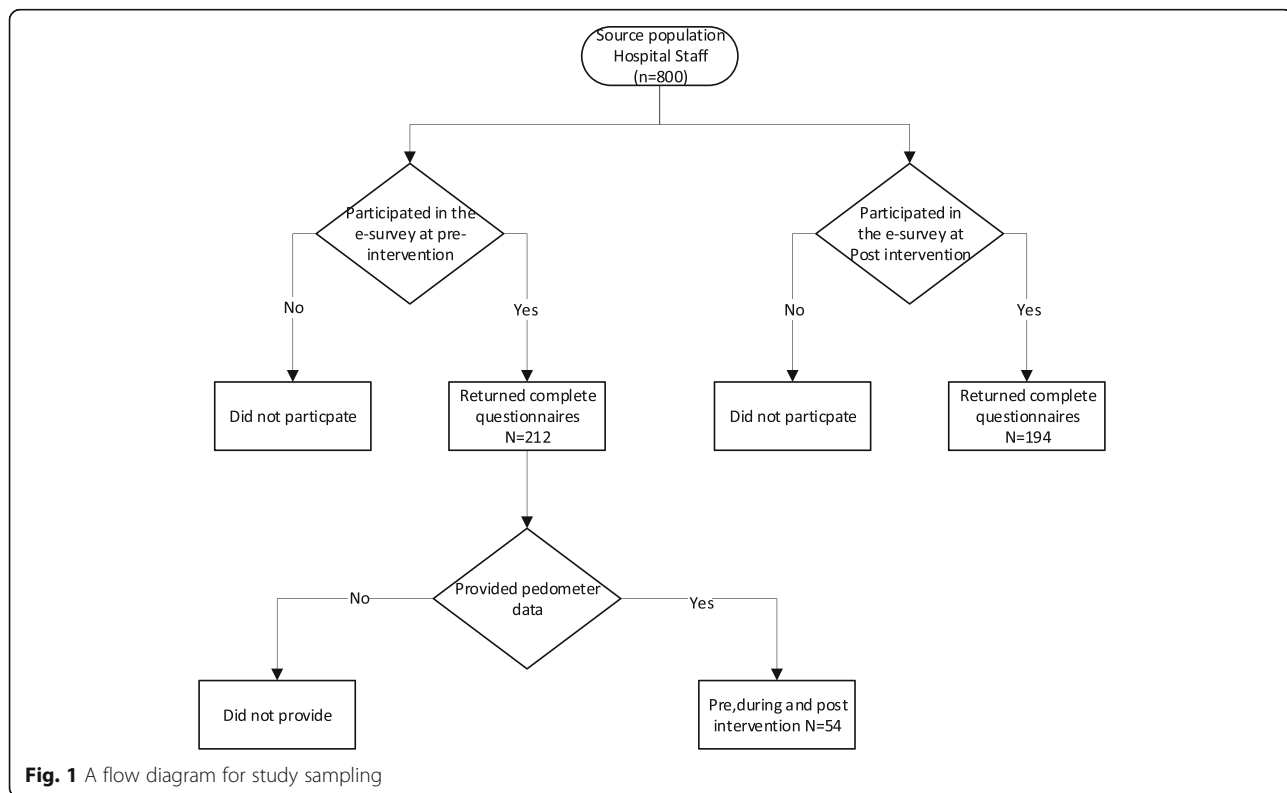 Source population
Hospital Staff
(n=800)
Participated in the
e-survey at pre-
intervention
Participated in
the e-survey at
Post intervention
No
Yes
No
Yes
Did not particpate
Returned complete
questionnaires
N=212
Did not particpate
Returned complete
questionnaires
N=194
Provided pedometer
data
No
Yes
Did not provide
Pre,during and post
intervention N=54
Fig. 1 A flow diagram for study sampling